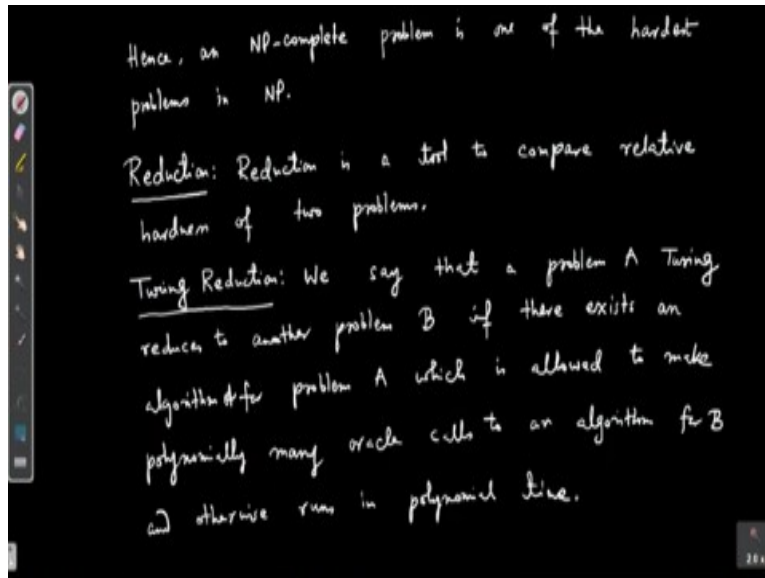 Hence, an NP-complete problem is one of the hardest
problems in NP.
Reduction: Reduction is a tool to compare relative
hardness of two problems.
Turing Reduction: We say that a problem A Turing
reduces to another problem B if there exists an
algorithm for problem A which is allowed to make
polynomially many oracle calls to an algorithm for B
and otherwise runs in polynomial time.
2.0 x